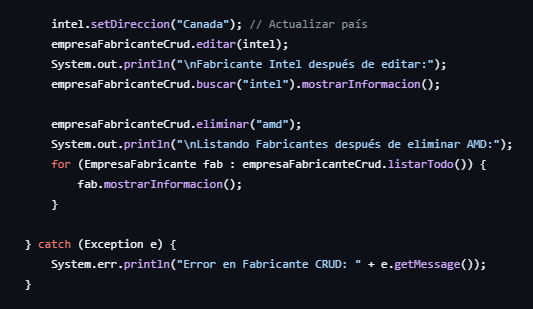 intel.setDireccion("Canada"); // Actualizar país
empresaFabricanteCrud.editar(intel);
System.out.println("\nFabricante Intel después de editar:");
empresaFabricanteCrud.buscar("intel").mostrarInformacion();
empresaFabricanteCrud.eliminar("amd");
System.out.println("\nListando Fabricantes después de eliminar AMD:");
for (EmpresaFabricante fab : empresaFabricanteCrud.listarTodo()) {
fab.mostrarInformacion();
}
} catch (Exception e) {
System.err.println("Error en Fabricante CRUD: " + e.getMessage());
}